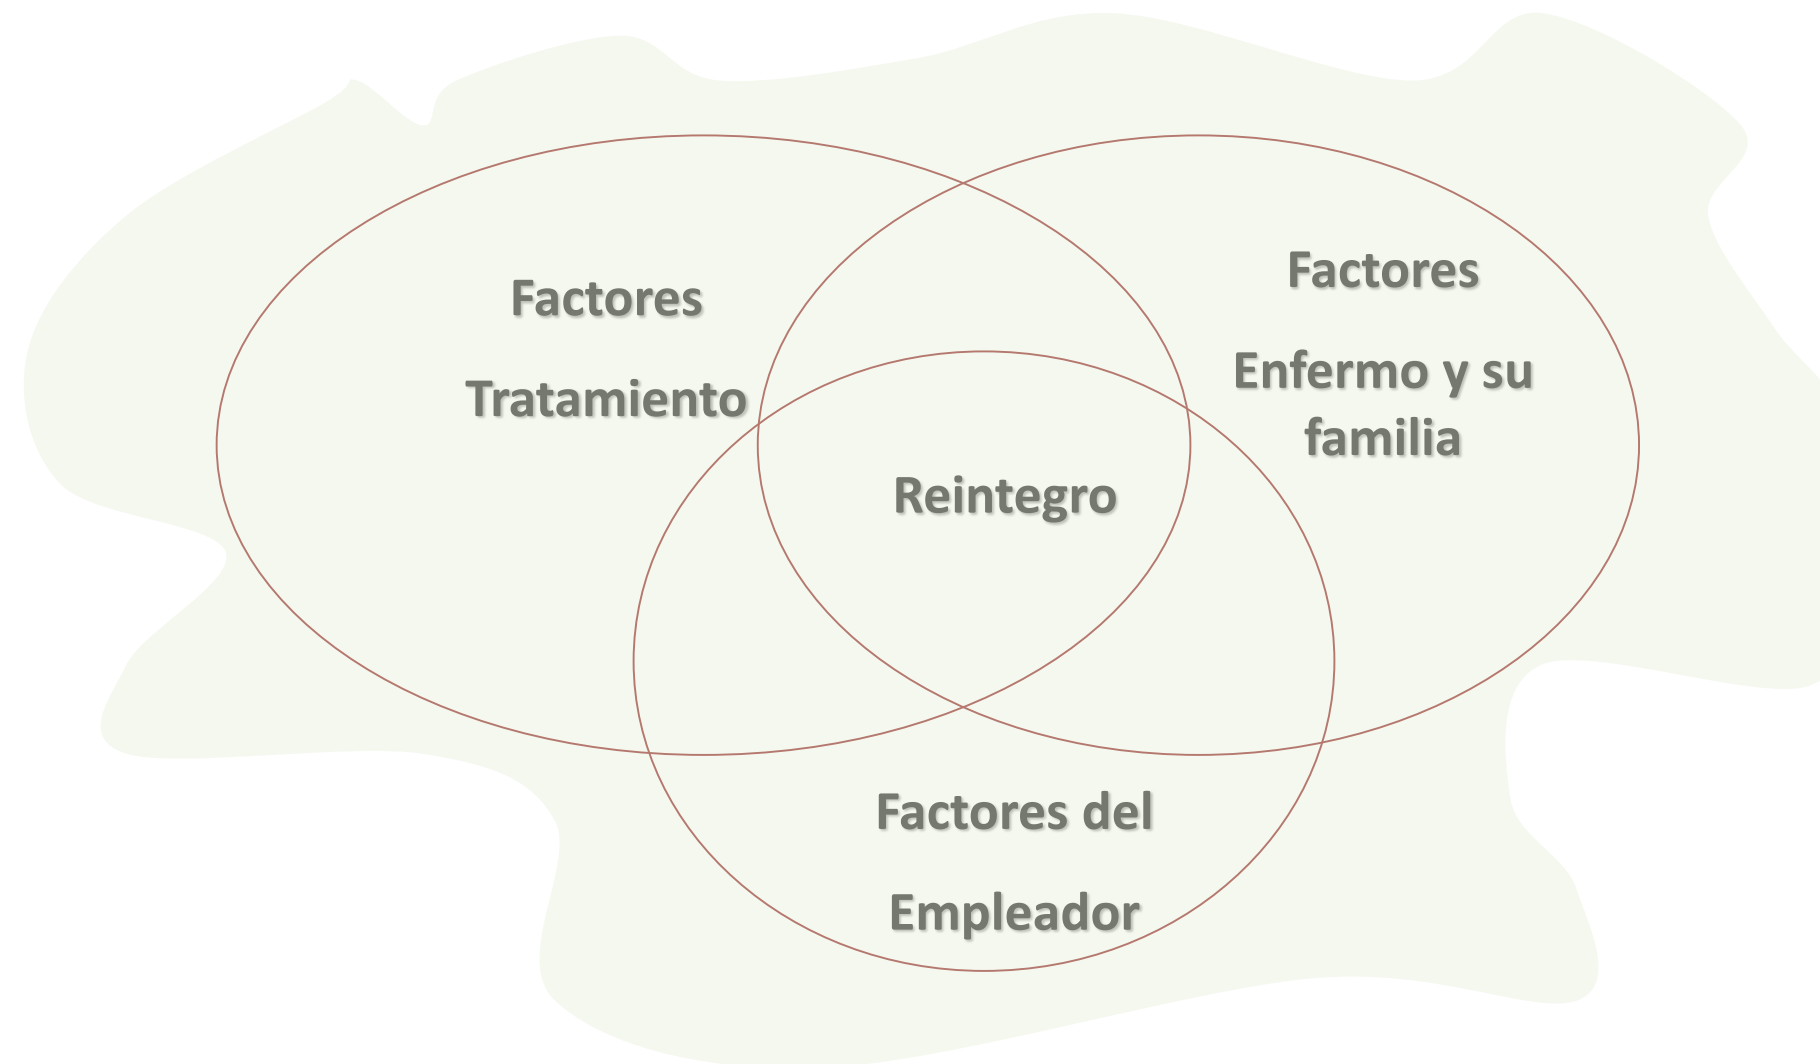 Factores
Tratamiento
Factores
Enfermo y su
familia
Reintegro
Factores del
Empleador